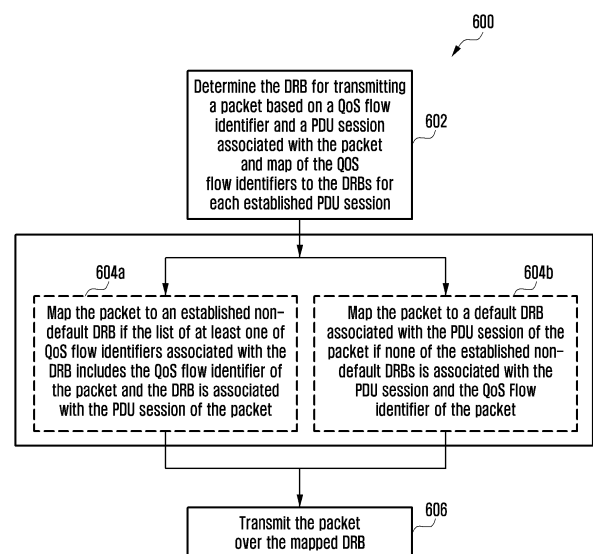 600
Determine the DRB for transmitting
a packet based on a QoS flow
identifier and a PDU session
associated with the packet
and map of the QOS
flow identifiers to the DRBs for
each established PDU session
602
604a
Map the packet to an established non-
default DRB if the list of at least one of
QoS flow identifiers associated with the
DRB includes the QoS flow identifier of
the packet and the DRB is associated
with the PDU session of the packet
604b
Map the packet to a default DRB
associated with the PDU session of the
packet if none of the established non-
default DRBs is associated with the
PDU session and the QoS Flow
identifier of the packet
Transmit the packet
over the mapped DRB
606